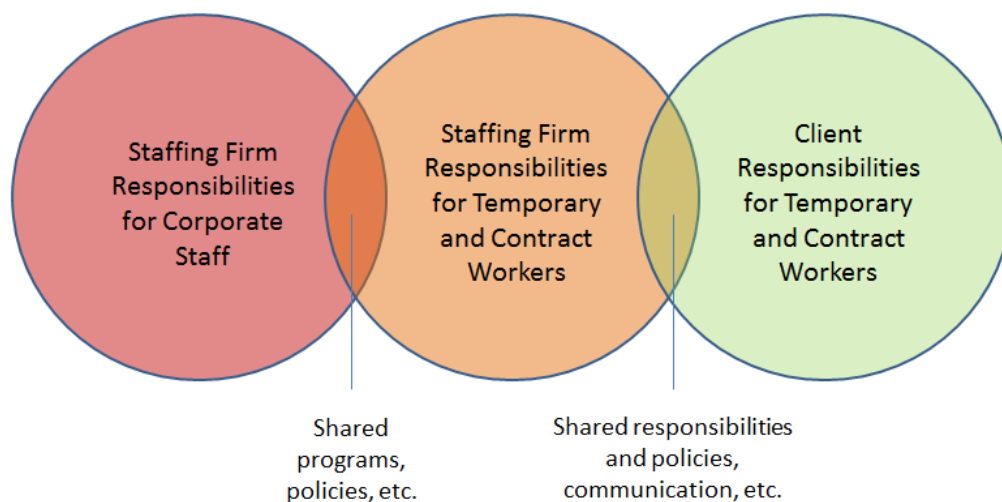 Staffing Firm
Responsibilities
for Corporate
Staff
Staffing Firm
Responsibilities
for Temporary
and Contract
Workers
Client
Responsibilities
for Temporary
and Contract
Workers
Shared
programs,
policies, etc.
Shared responsibilities
and policies,
communication, etc.